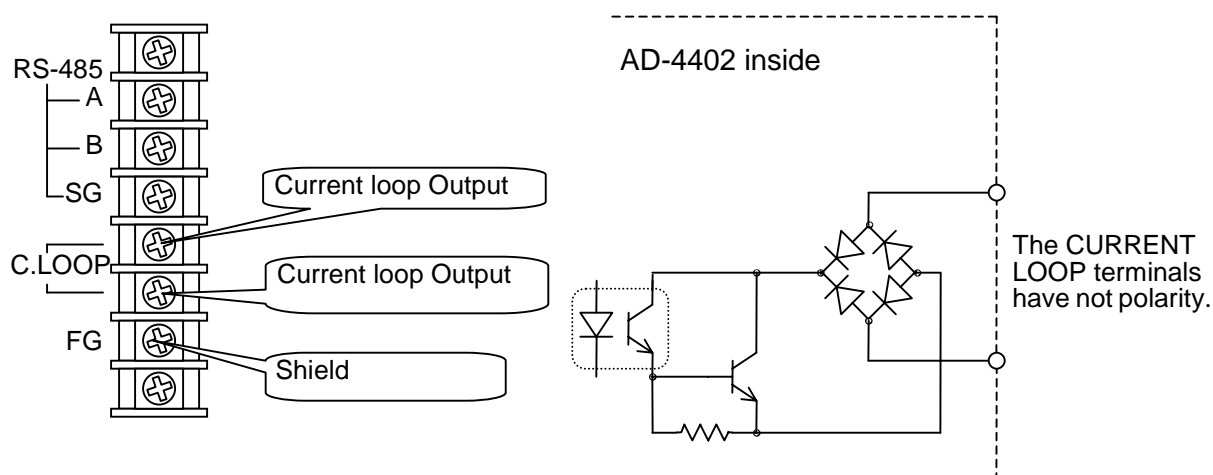 RS-485
A
B
SG
C.LOOP
FG
Current loop Output
Current loop Output
Shield
AD-4402 inside
The CURRENT
LOOP terminals
have not polarity.